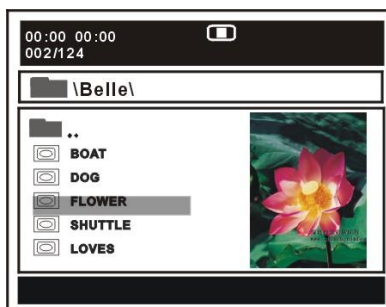 00:00 00:00
002/124
\Belle\
..
BOAT
DOG
FLOWER
SHUTTLE
LOVES